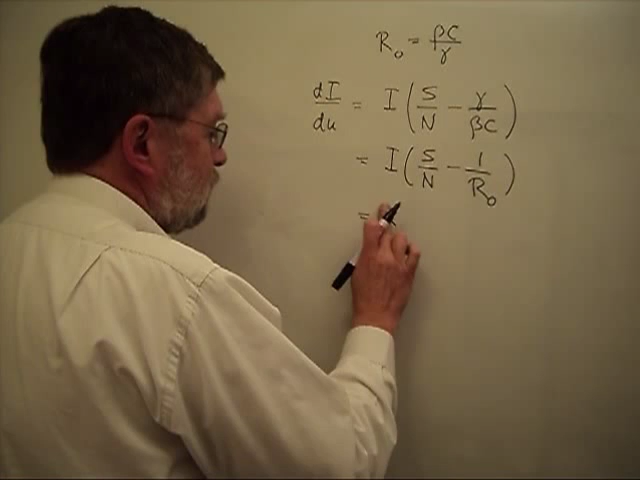 R₀ = βC/γ
dI/du = I(S/N − γ/βC)
= I(S/N − 1/R₀)
=